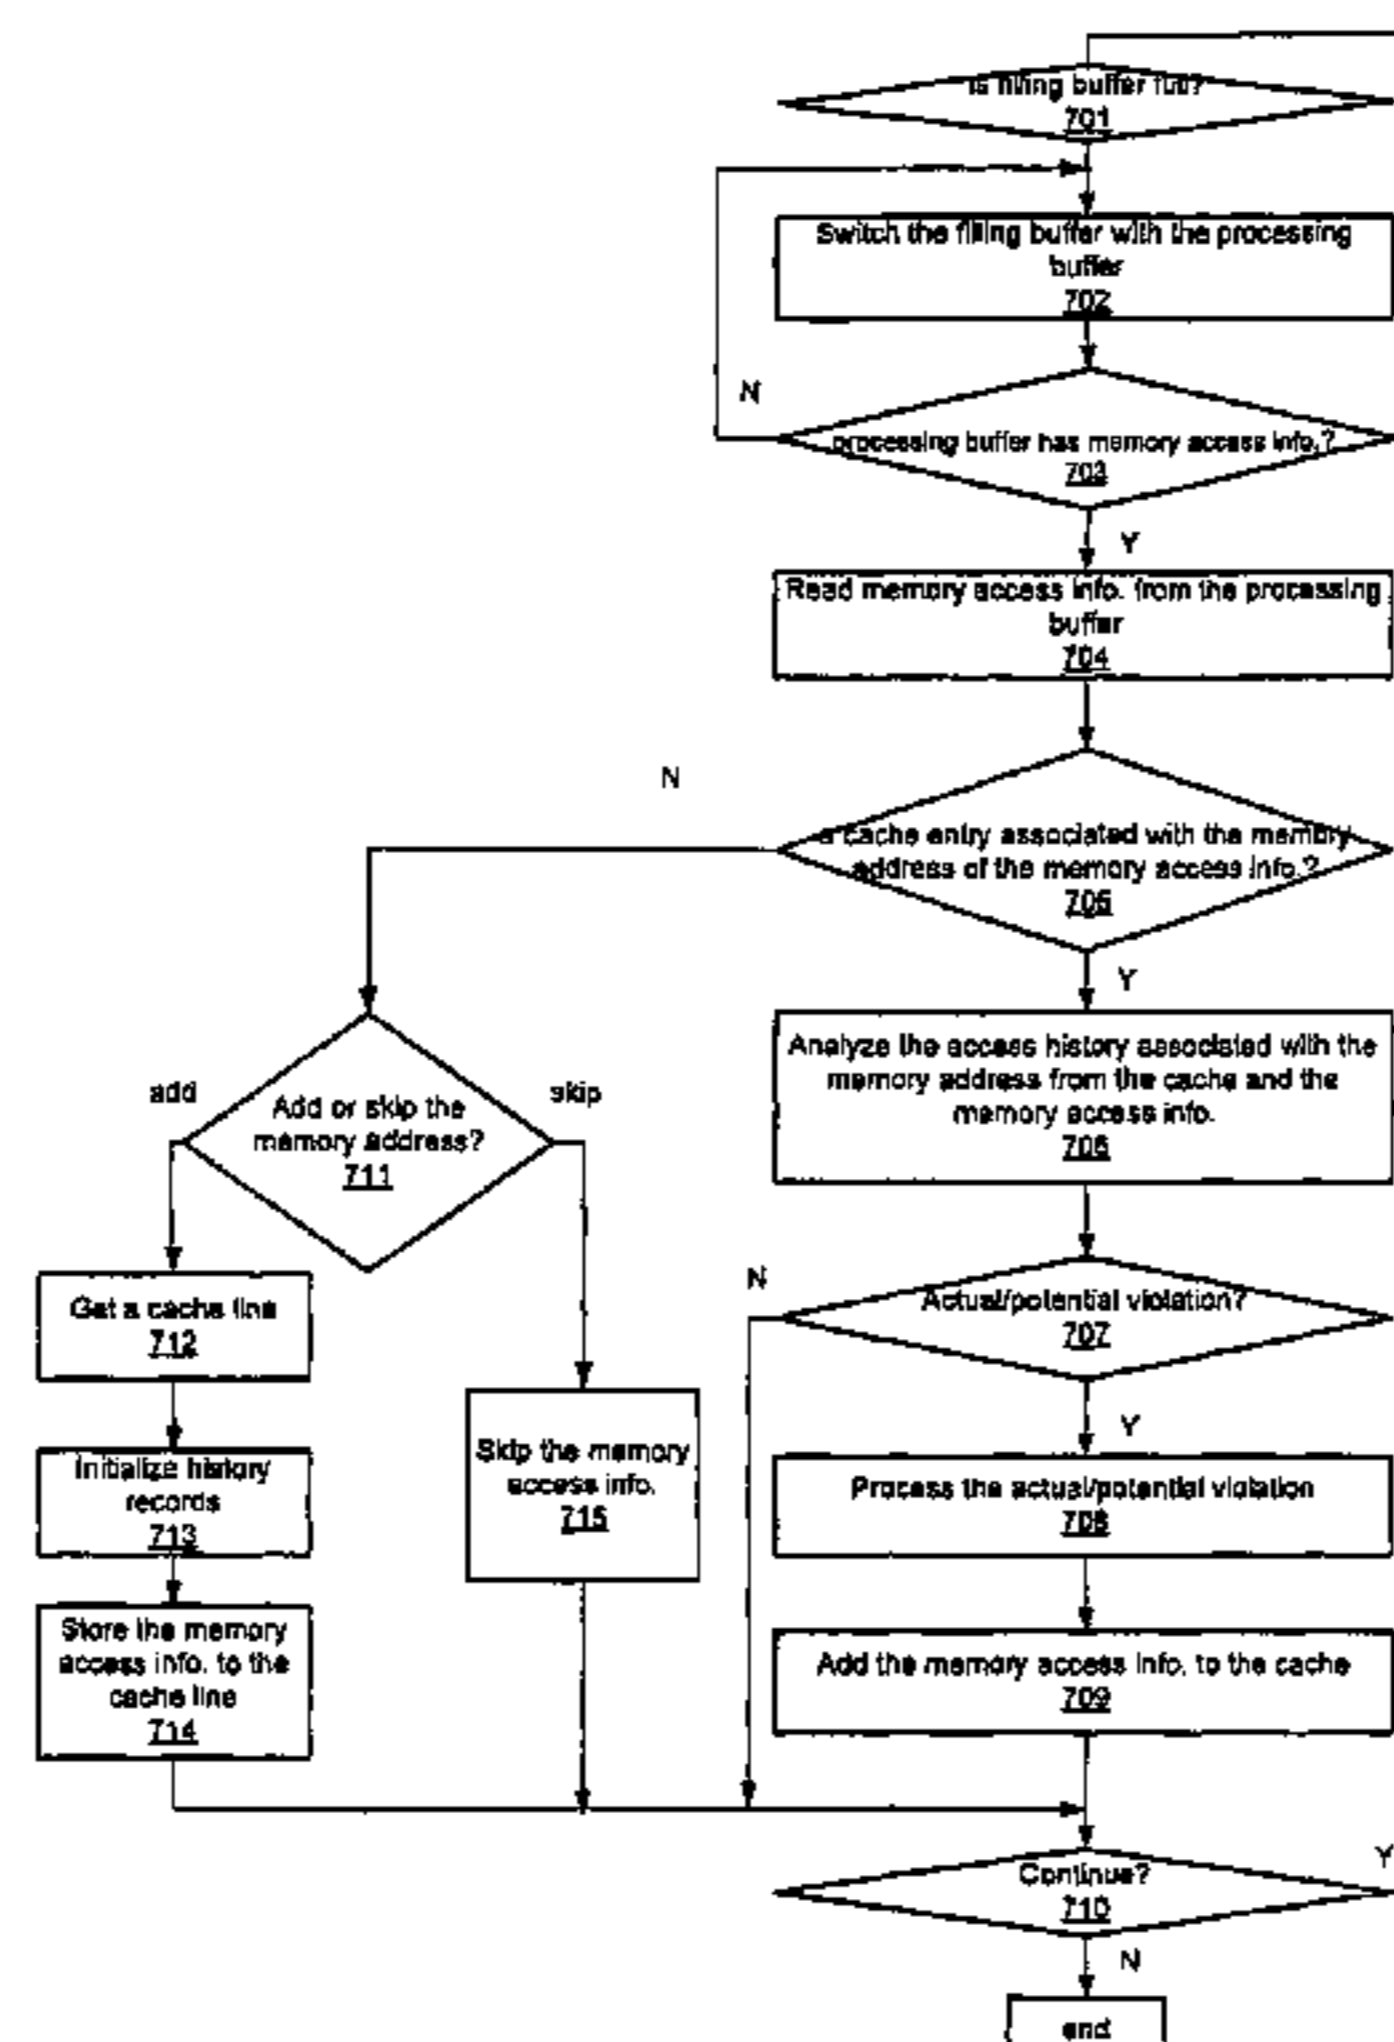 Is filling buffer full?
701
Switch the filling buffer with the processing
buffer
702
N
processing buffer has memory access info.?
703
Y
Read memory access info. from the processing
buffer
704
N
a cache entry associated with the memory
address of the memory access info.?
705
Y
Analyze the access history associated with the
memory address from the cache and the
memory access info.
706
add
skip
Add or skip the
memory address?
711
N
Actual/potential violation?
707
Get a cache line
712
Y
Skip the memory
access info.
715
Initialize history
records
713
Process the actual/potential violation
708
Store the memory
access info. to the
cache line
714
Add the memory access info. to the cache
709
Y
Continue?
710
N
end